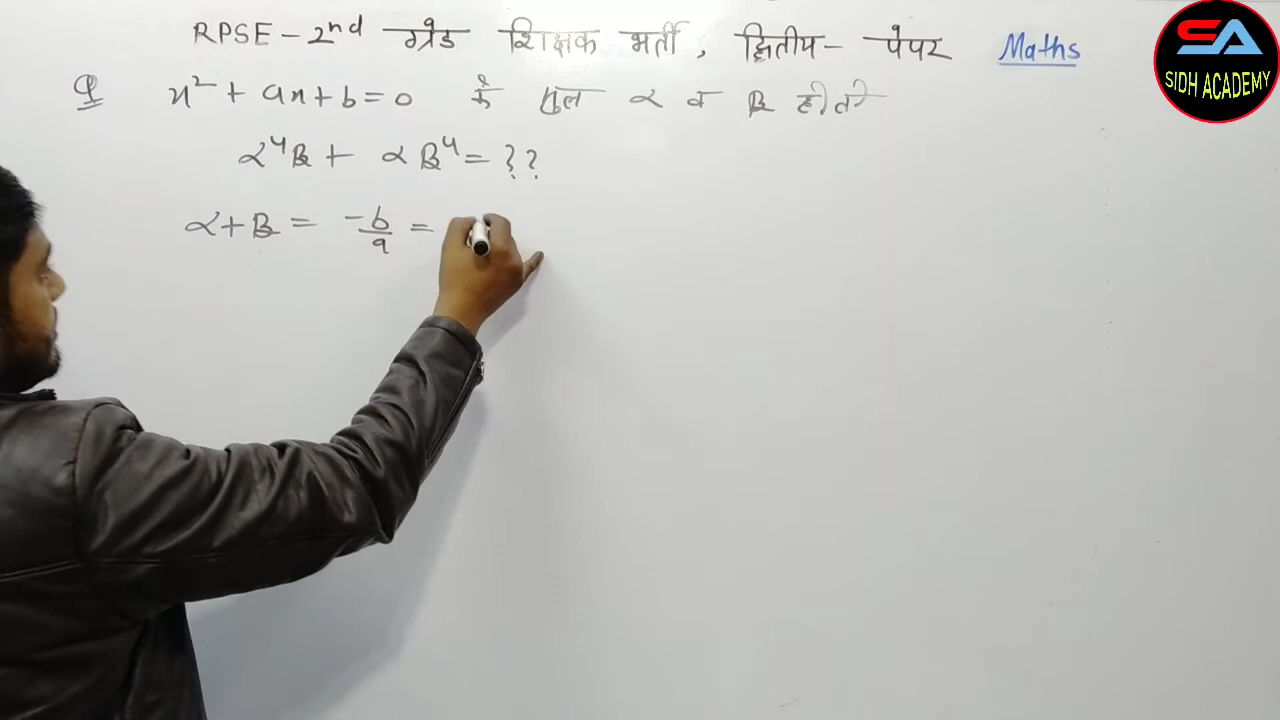 RPSE - 2nd ग्रेड शिक्षक भर्ती, द्वितीय - पेपर Maths
SA
SIDH ACADEMY
Q x² + ax + b = 0 के मुल α व β हो तो
α⁴β + αβ⁴ = ??
α + β = -b/a =